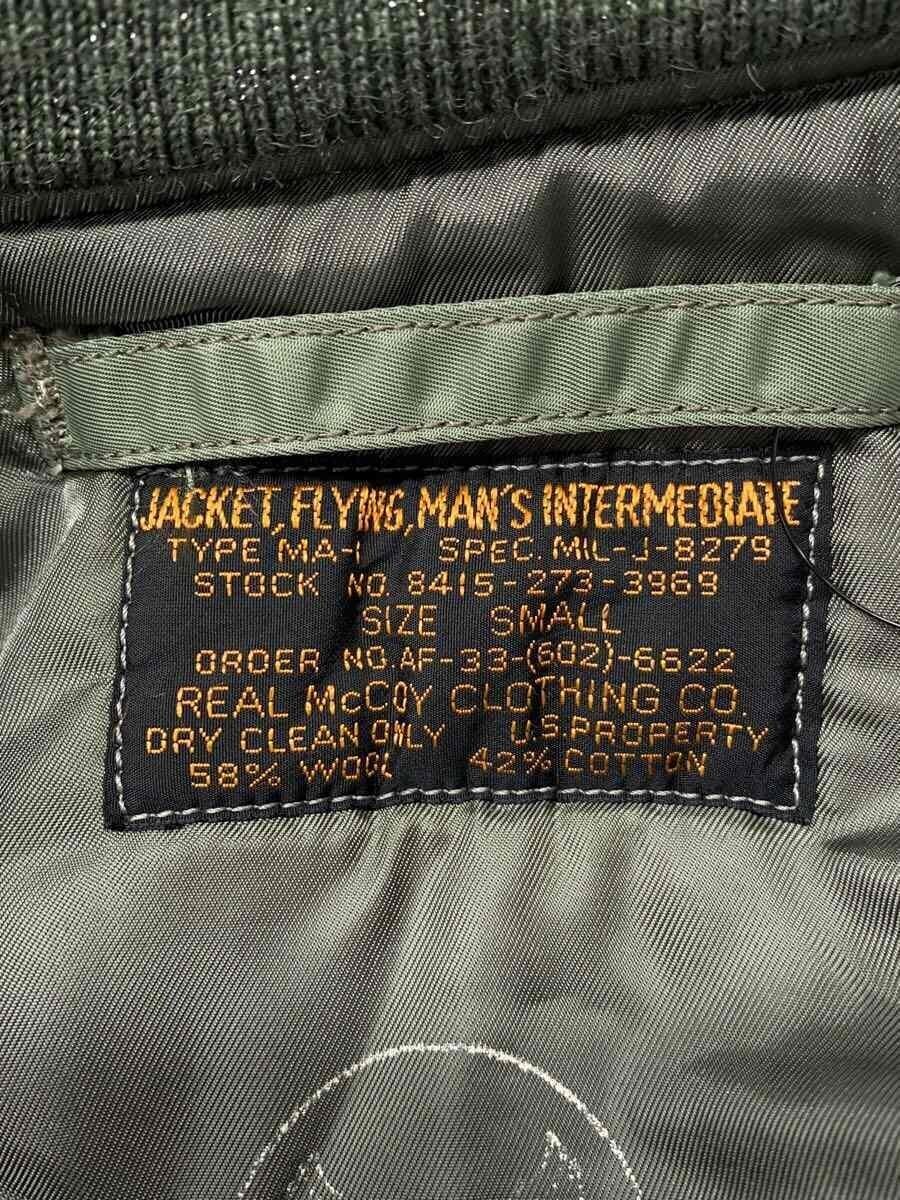 JACKET, FLYING, MAN'S INTERMEDIATE
TYPE MA-1 SPEC. MIL-J-8279
STOCK NO. 8415-273-3969
SIZE SMALL
ORDER NO. AF-33-(602)-6622
REAL McCOY CLOTHING CO.
DRY CLEAN ONLY U.S. PROPERTY
58% WOOL 42% COTTON